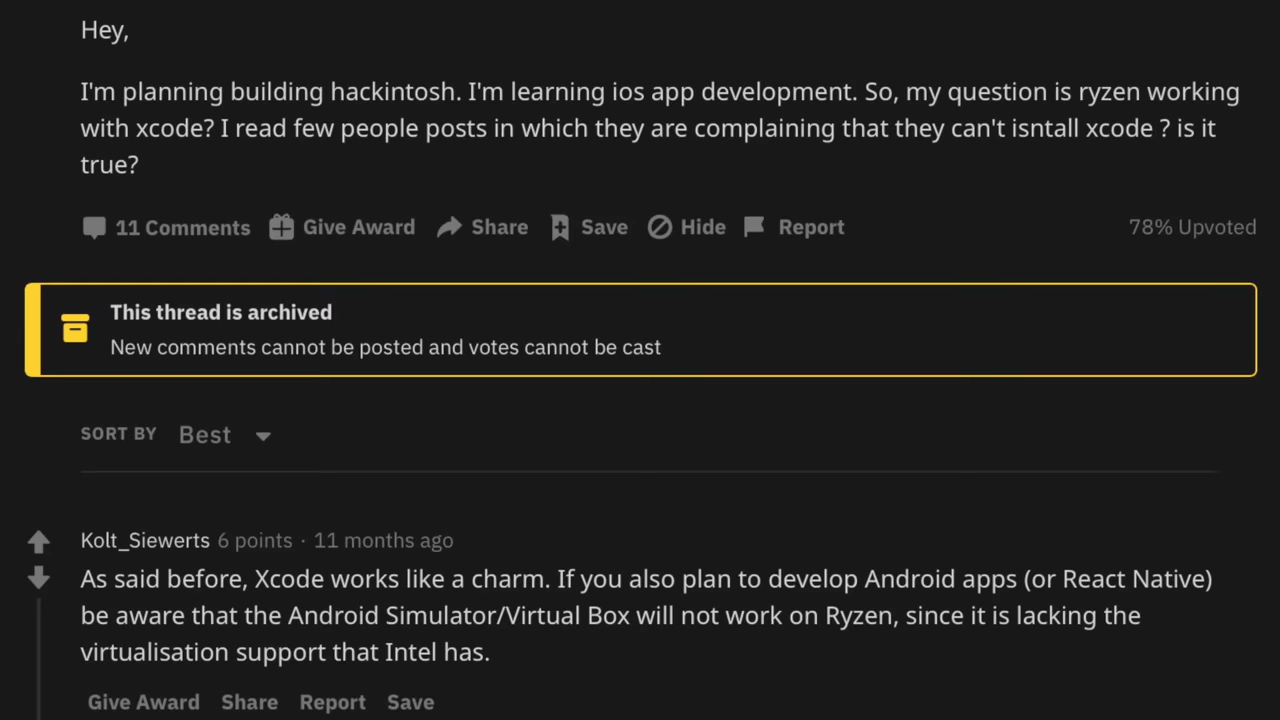 Hey,
I'm planning building hackintosh. I'm learning ios app development. So, my question is ryzen working
with xcode? I read few people posts in which they are complaining that they can't isntall xcode ? is it
true?
11 Comments Give Award Share Save Hide Report 78% Upvoted
This thread is archived
New comments cannot be posted and votes cannot be cast
SORT BY Best
Kolt_Siewerts 6 points · 11 months ago
As said before, Xcode works like a charm. If you also plan to develop Android apps (or React Native)
be aware that the Android Simulator/Virtual Box will not work on Ryzen, since it is lacking the
virtualisation support that Intel has.
Give Award Share Report Save